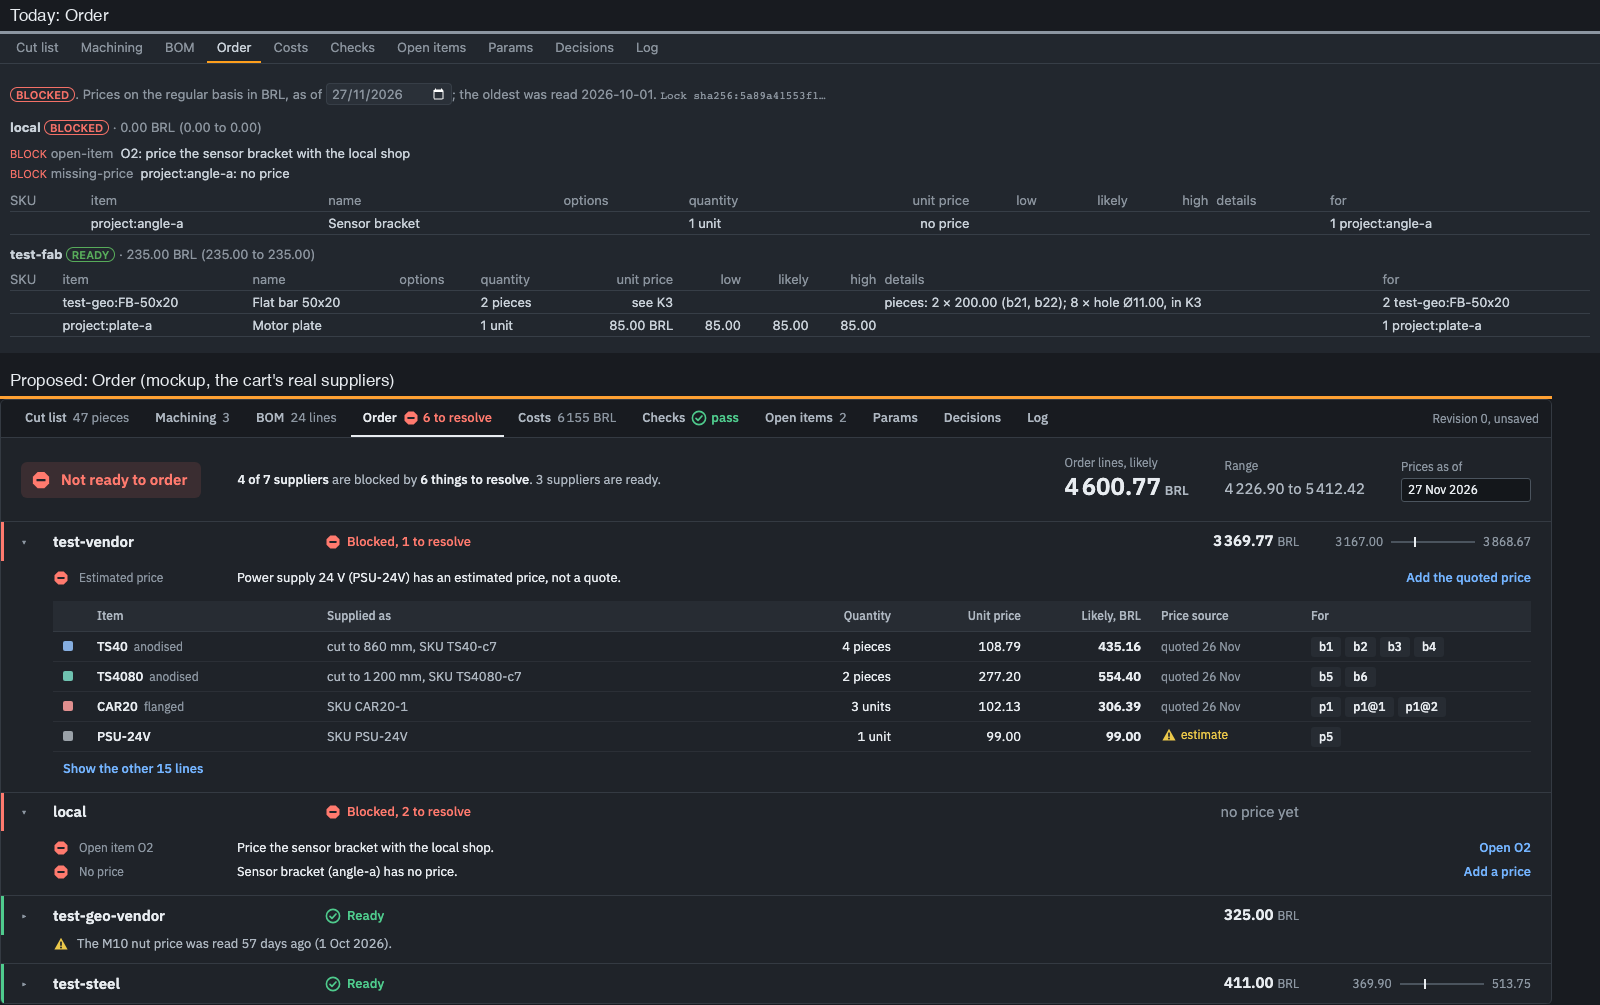 Today: Order
Cut list Machining BOM Order Costs Checks Open items Params Decisions Log
BLOCKED. Prices on the regular basis in BRL, as of 27/11/2026; the oldest was read 2026-10-01. Lock sha256:5a89a41553f1…
local BLOCKED · 0.00 BRL (0.00 to 0.00)
BLOCK open-item O2: price the sensor bracket with the local shop
BLOCK missing-price project:angle-a: no price
SKU item name options quantity unit price low likely high details for
project:angle-a Sensor bracket 1 unit no price 1 project:angle-a
test-fab READY · 235.00 BRL (235.00 to 235.00)
SKU item name options quantity unit price low likely high details for
test-geo:FB-50x20 Flat bar 50x20 2 pieces see K3 pieces: 2 × 200.00 (b21, b22); 8 × hole Ø11.00, in K3 2 test-geo:FB-50x20
project:plate-a Motor plate 1 unit 85.00 BRL 85.00 85.00 85.00 1 project:plate-a
Proposed: Order (mockup, the cart's real suppliers)
Cut list 47 pieces Machining 3 BOM 24 lines Order 6 to resolve Costs 6 155 BRL Checks pass Open items 2 Params Decisions Log Revision 0, unsaved
Not ready to order 4 of 7 suppliers are blocked by 6 things to resolve. 3 suppliers are ready.
Order lines, likely Range Prices as of
4 600.77 BRL 4 226.90 to 5 412.42 27 Nov 2026
test-vendor Blocked, 1 to resolve 3 369.77 BRL 3 167.00 3 868.67
Estimated price Power supply 24 V (PSU-24V) has an estimated price, not a quote. Add the quoted price
Item Supplied as Quantity Unit price Likely, BRL Price source For
TS40 anodised cut to 860 mm, SKU TS40-c7 4 pieces 108.79 435.16 quoted 26 Nov b1 b2 b3 b4
TS4080 anodised cut to 1 200 mm, SKU TS4080-c7 2 pieces 277.20 554.40 quoted 26 Nov b5 b6
CAR20 flanged SKU CAR20-1 3 units 102.13 306.39 quoted 26 Nov p1 p1@1 p1@2
PSU-24V SKU PSU-24V 1 unit 99.00 99.00 estimate p5
Show the other 15 lines
local Blocked, 2 to resolve no price yet
Open item O2 Price the sensor bracket with the local shop. Open O2
No price Sensor bracket (angle-a) has no price. Add a price
test-geo-vendor Ready 325.00 BRL
The M10 nut price was read 57 days ago (1 Oct 2026).
test-steel Ready 411.00 BRL 369.90 513.75